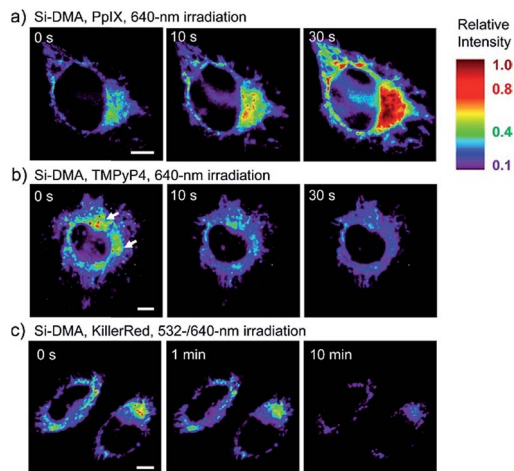 a) Si-DMA, PpIX, 640-nm irradiation
0 s
10 s
30 s
Relative
Intensity
1.0
0.8
0.4
0.1
b) Si-DMA, TMPyP4, 640-nm irradiation
0 s
10 s
30 s
c) Si-DMA, KillerRed, 532-/640-nm irradiation
0 s
1 min
10 min